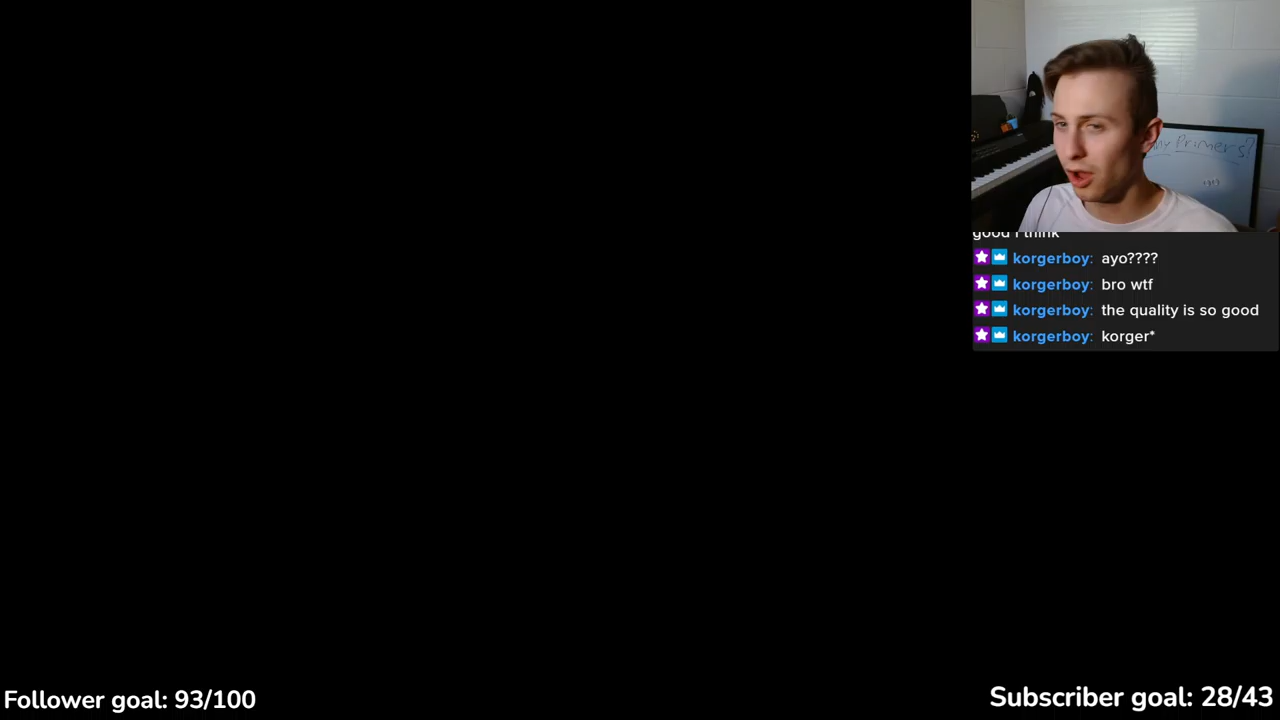 Primers?
good I think
korgerboy: ayo????
korgerboy: bro wtf
korgerboy: the quality is so good
korgerboy: korger*
Follower goal: 93/100
Subscriber goal: 28/43